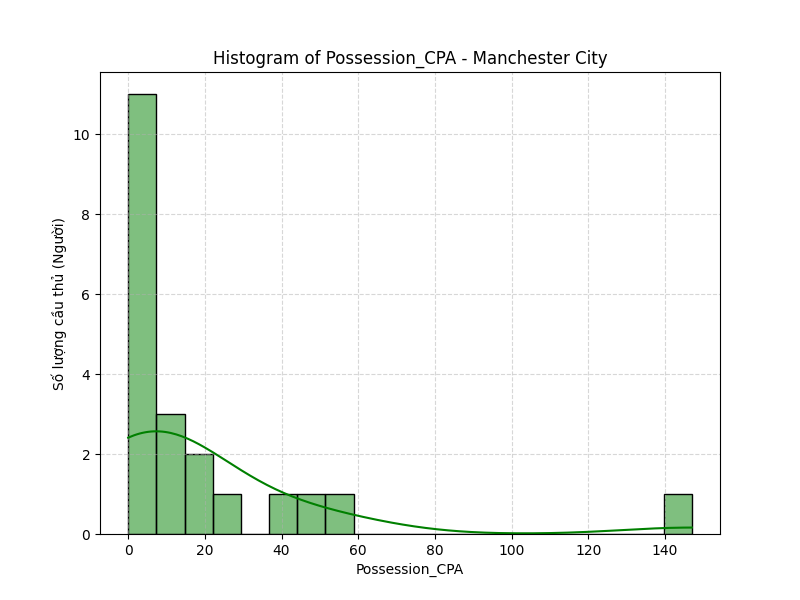 Histogram of Possession_CPA - Manchester City
Số lượng cầu thủ (Người)
10
8
6
4
2
0
0 20 40 60 80 100 120 140
Possession_CPA